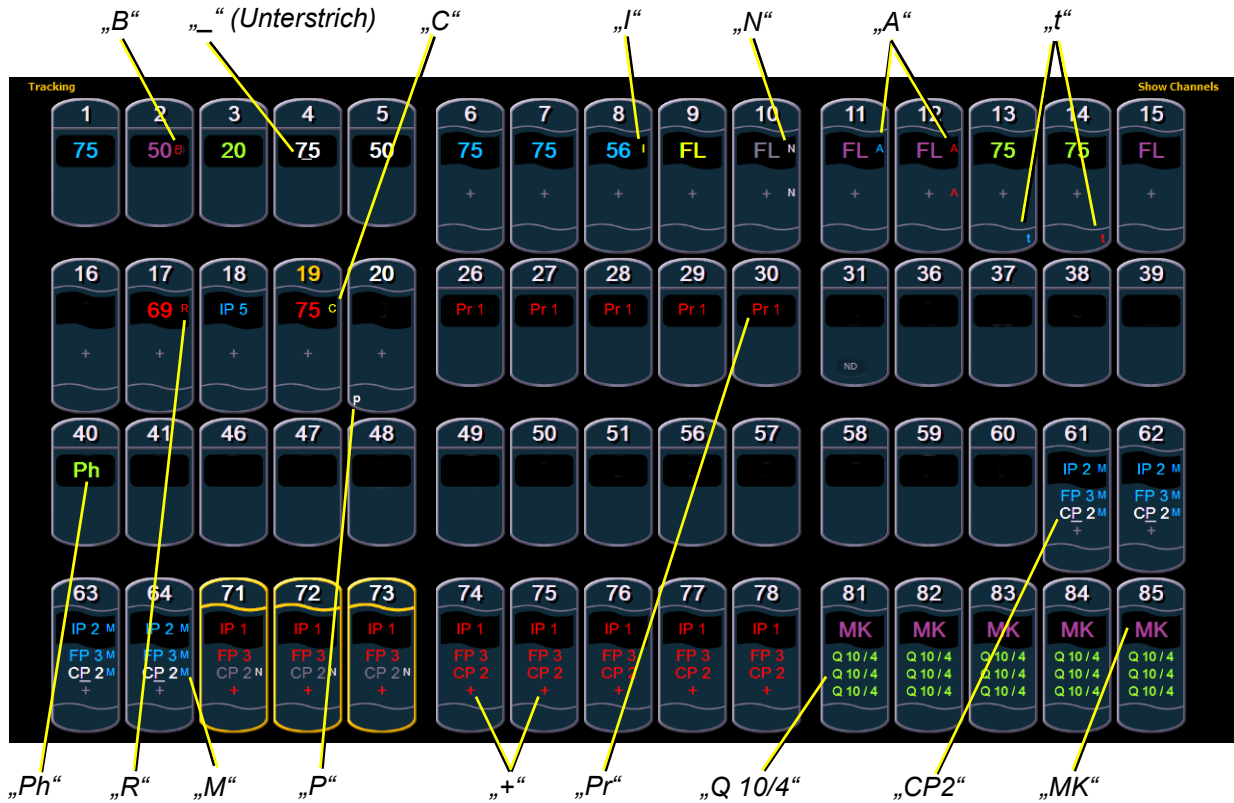 „B“ „_“ (Unterstrich) „C“ „I“ „N“ „A“ „t“
Tracking Show Channels
1 2 3 4 5 6 7 8 9 10 11 12 13 14 15
75 50 B 20 75 50 75 75 56 I FL FL N FL A FL A 75 75 FL
+ + + + + N + + A + + +
t t
16 17 18 19 20 26 27 28 29 30 31 36 37 38 39
69 R IP 5 75 C Pr 1 Pr 1 Pr 1 Pr 1 Pr 1
+ + + + +
ND
p
40 41 46 47 48 49 50 51 56 57 58 59 60 61 62
Ph IP 2 M IP 2 M
FP 3 M FP 3 M
CP 2 M CP 2 M
+ +
63 64 71 72 73 74 75 76 77 78 81 82 83 84 85
IP 2 M IP 2 M IP 1 IP 1 IP 1 IP 1 IP 1 IP 1 IP 1 IP 1 MK MK MK MK MK
FP 3 M FP 3 M FP 3 FP 3 FP 3 FP 3 FP 3 FP 3 FP 3 FP 3 Q 10 / 4 Q 10 / 4 Q 10 / 4 Q 10 / 4 Q 10 / 4
CP 2 M CP 2 M CP 2 N CP 2 N CP 2 N CP 2 CP 2 CP 2 CP 2 CP 2 Q 10 / 4 Q 10 / 4 Q 10 / 4 Q 10 / 4 Q 10 / 4
+ + + + + + + + + + Q 10 / 4 Q 10 / 4 Q 10 / 4 Q 10 / 4 Q 10 / 4
„Ph“ „R“ „M“ „P“ „+“ „Pr“ „Q 10/4“ „CP2“ „MK“